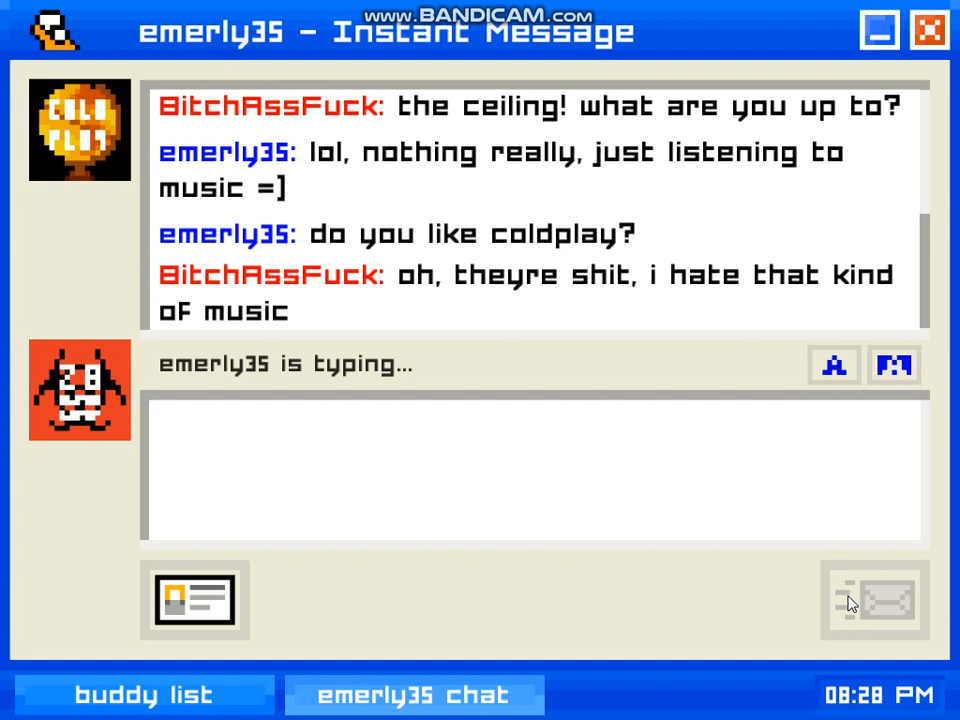 www.BANDICAM.com
emerly35 - Instant Message
COLD
PLAY
BitchAssFuck: the ceiling! what are you up to?
emerly35: lol, nothing really, just listening to
music =]
emerly35: do you like coldplay?
BitchAssFuck: oh, theyre shit, i hate that kind
of music
emerly35 is typing...
A
buddy list
emerly35 chat
08:28 PM